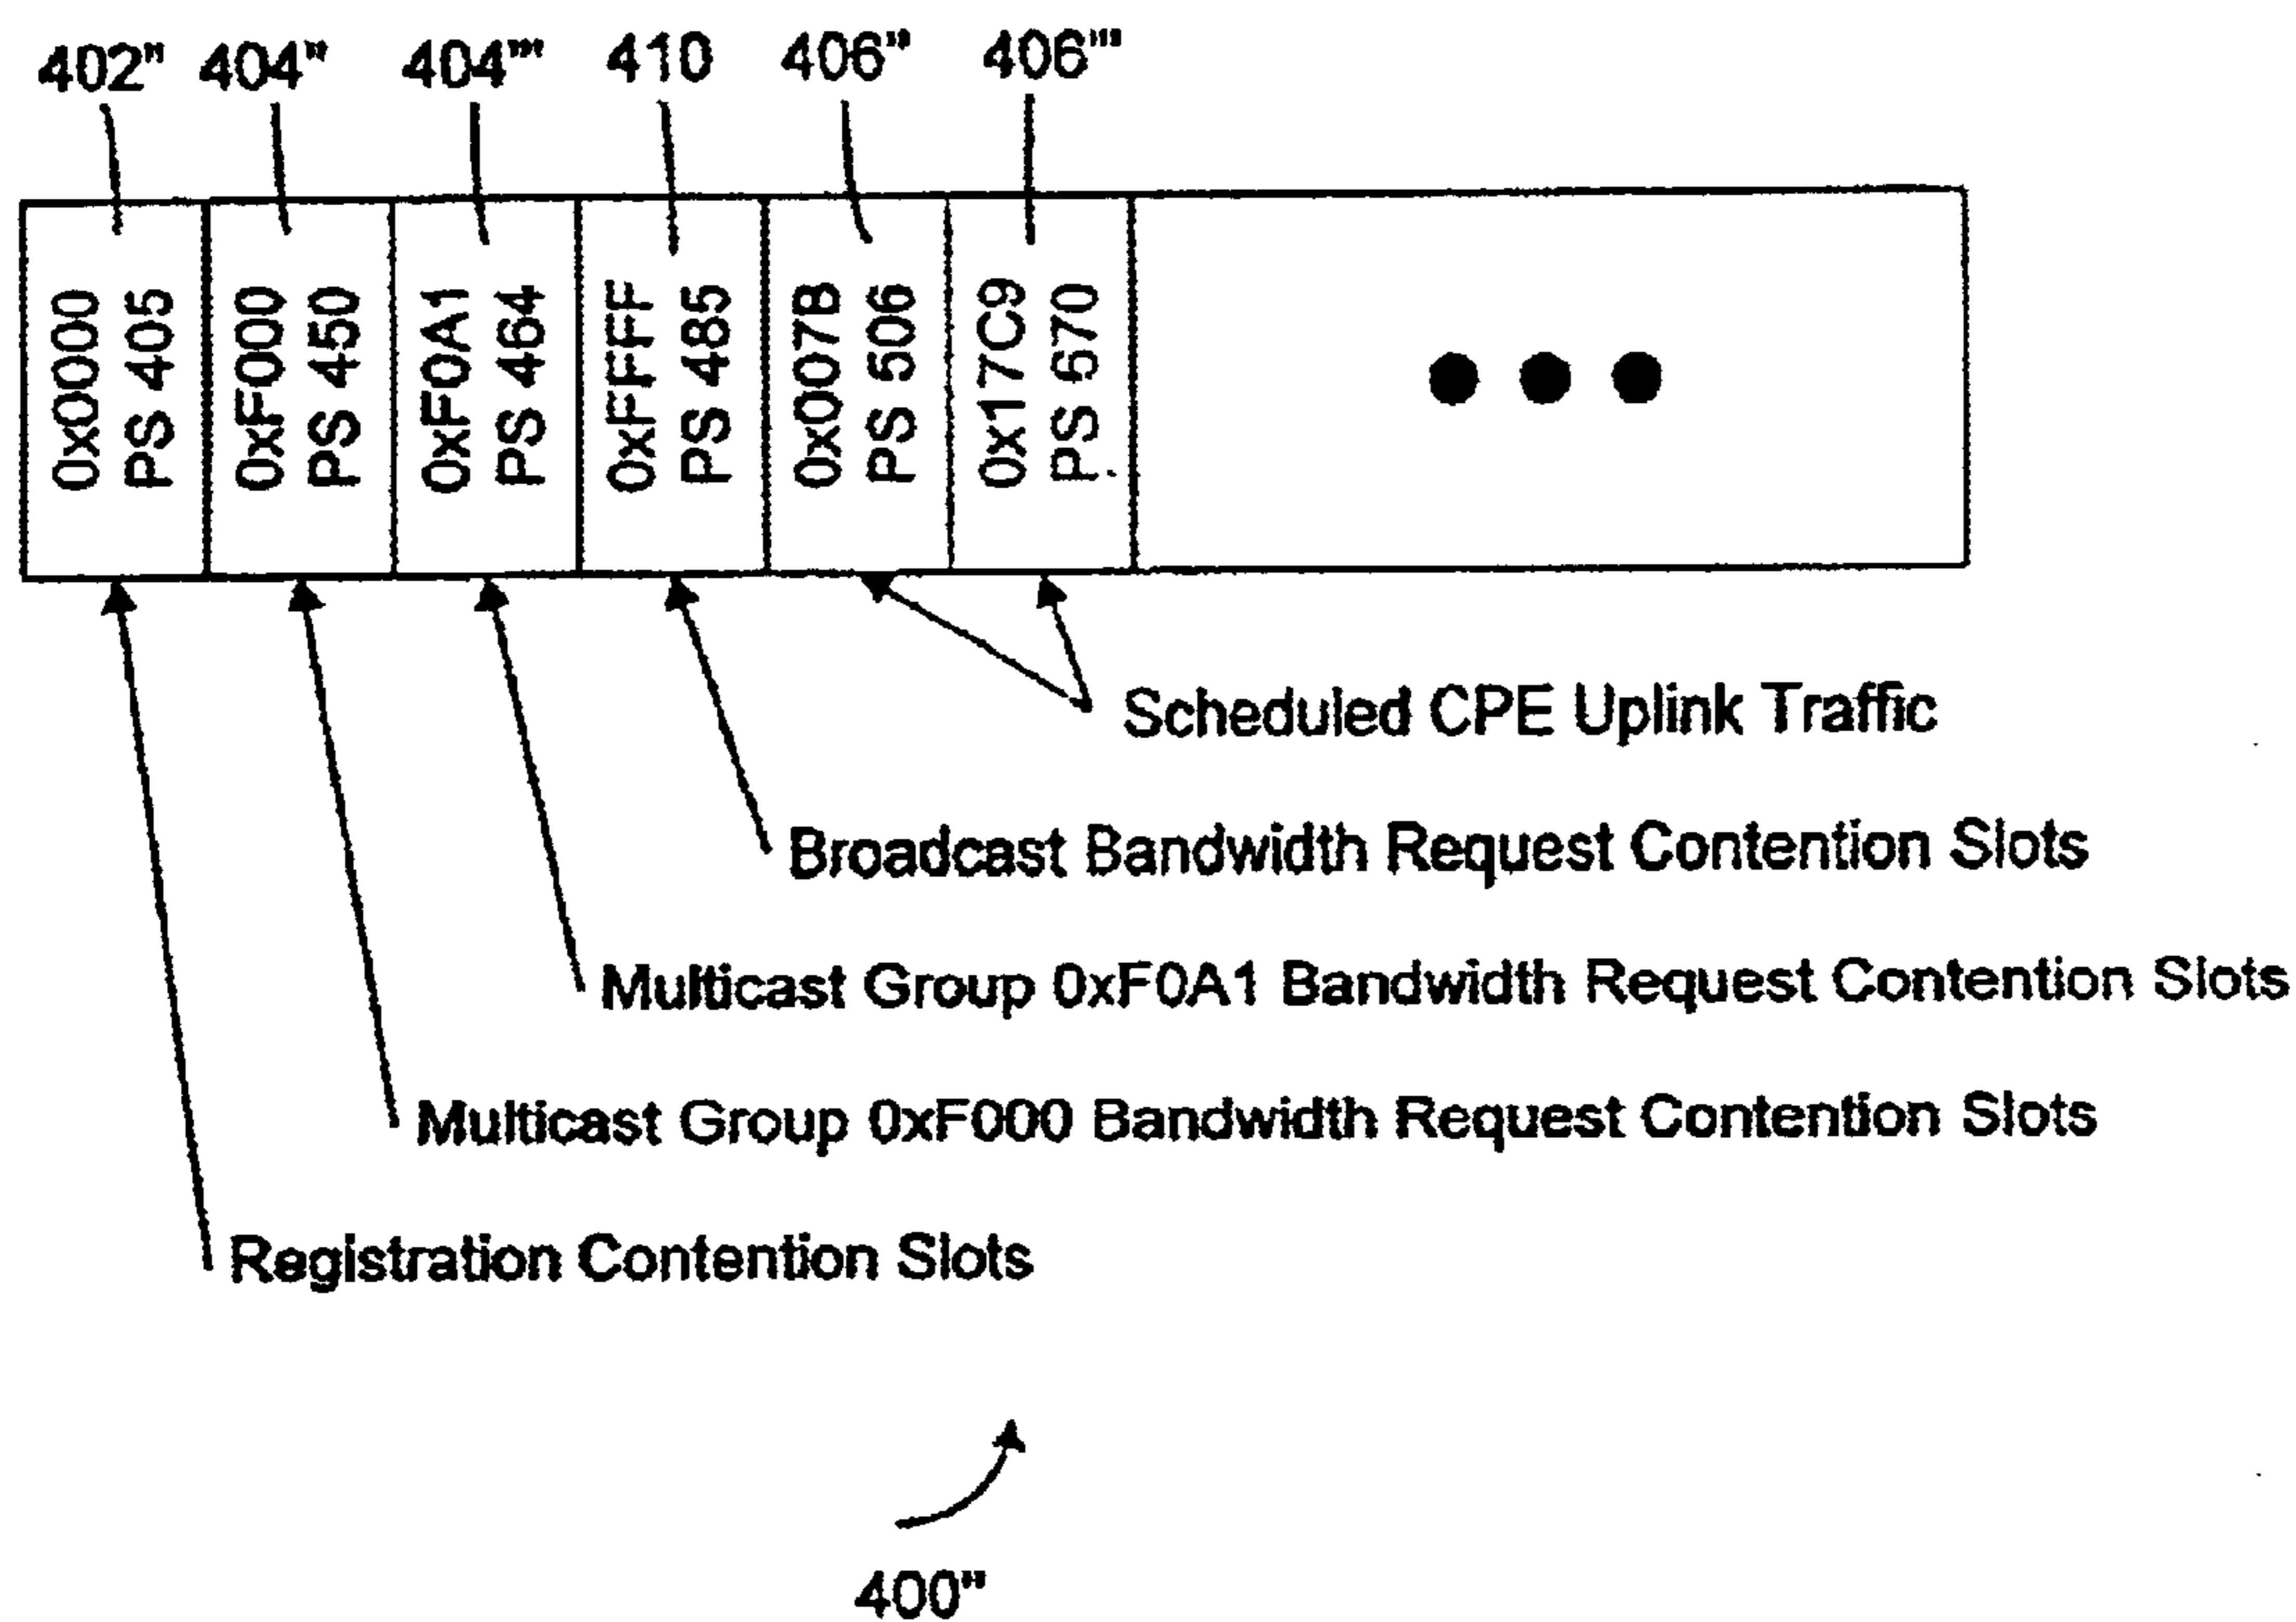 402" 404" 404"' 410 406" 406"'
0x0000
PS 405
0xF000
PS 450
0xF0A1
PS 464
0xFFFF
PS 485
0x007B
PS 506
0x17C9
PS 570
Scheduled CPE Uplink Traffic
Broadcast Bandwidth Request Contention Slots
Multicast Group 0xF0A1 Bandwidth Request Contention Slots
Multicast Group 0xF000 Bandwidth Request Contention Slots
Registration Contention Slots
400"